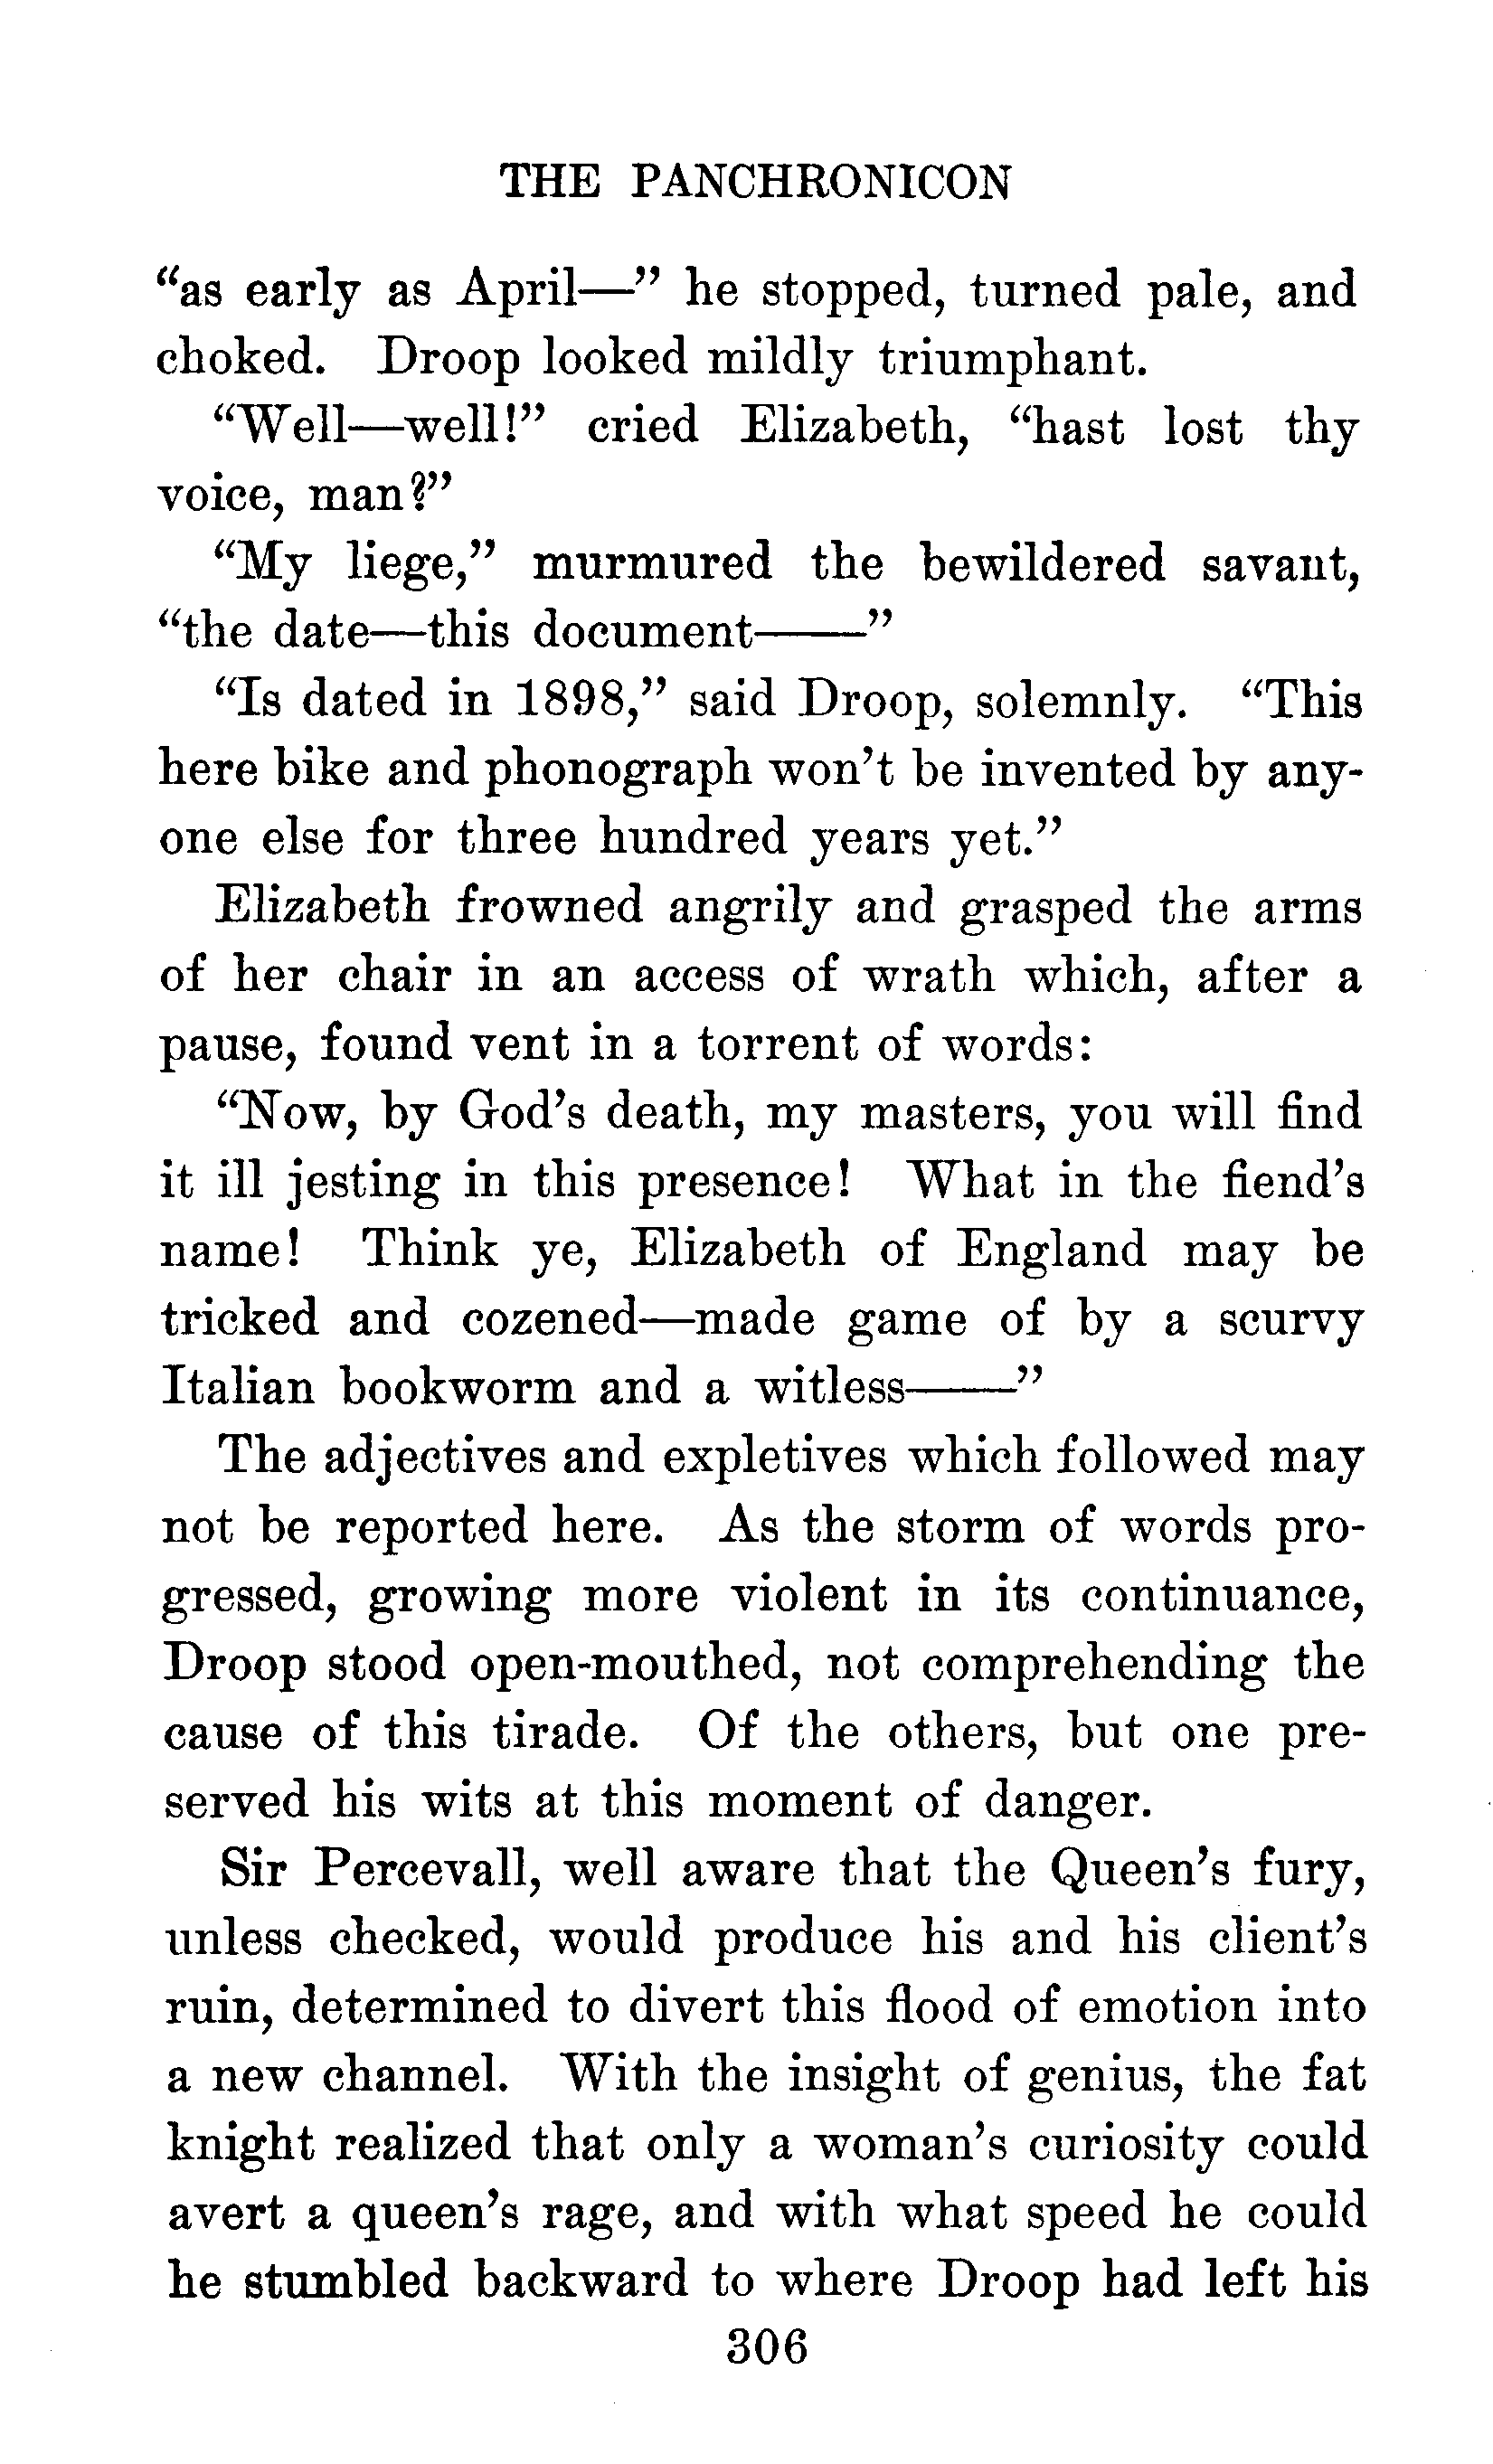 THE PANCHRONICON
“as early as April—” he stopped, turned pale, and
choked. Droop looked mildly triumphant.
“Well—well!” cried Elizabeth, “hast lost thy
voice, man?”
“My liege,” murmured the bewildered savant,
“the date—this document——”
“Is dated in 1898,” said Droop, solemnly. “This
here bike and phonograph won’t be invented by any-
one else for three hundred years yet.”
Elizabeth frowned angrily and grasped the arms
of her chair in an access of wrath which, after a
pause, found vent in a torrent of words:
“Now, by God’s death, my masters, you will find
it ill jesting in this presence! What in the fiend’s
name! Think ye, Elizabeth of England may be
tricked and cozened—made game of by a scurvy
Italian bookworm and a witless——”
The adjectives and expletives which followed may
not be reported here. As the storm of words pro-
gressed, growing more violent in its continuance,
Droop stood open-mouthed, not comprehending the
cause of this tirade. Of the others, but one pre-
served his wits at this moment of danger.
Sir Percevall, well aware that the Queen’s fury,
unless checked, would produce his and his client’s
ruin, determined to divert this flood of emotion into
a new channel. With the insight of genius, the fat
knight realized that only a woman’s curiosity could
avert a queen’s rage, and with what speed he could
he stumbled backward to where Droop had left his
306